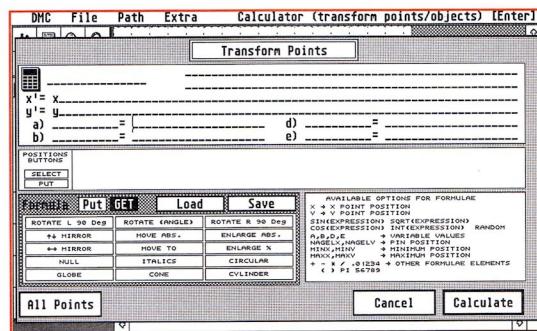 DMC File Path Extra Calculator (transform points/objects) [Enter]
Transform Points
x'= x
y'= y
a) = d) =
b) = e) =
POSITIONS
BUTTONS
SELECT
PUT
Formula Put GET Load Save
ROTATE L 90 Deg ROTATE (ANGLE) ROTATE R 90 Deg
↑↓ MIRROR MOVE ABS. ENLARGE ABS.
↔ MIRROR MOVE TO ENLARGE %
NULL ITALICS CIRCULAR
GLOBE CONE CYLINDER
AVAILABLE OPTIONS FOR FORMULAE
X → X POINT POSITION
Y → Y POINT POSITION
SIN(EXPRESSION) SQRT(EXPRESSION)
COS(EXPRESSION) INT(EXPRESSION) RANDOM
A,B,D,E → VARIABLE VALUES
NAGELX,NAGELY → PIN POSITION
MINX,MINY → MINIMUM POSITION
MAXX,MAXY → MAXIMUM POSITION
+ - * / .01234 → OTHER FORMULAE ELEMENTS
( ) PI 56789
All Points Cancel Calculate